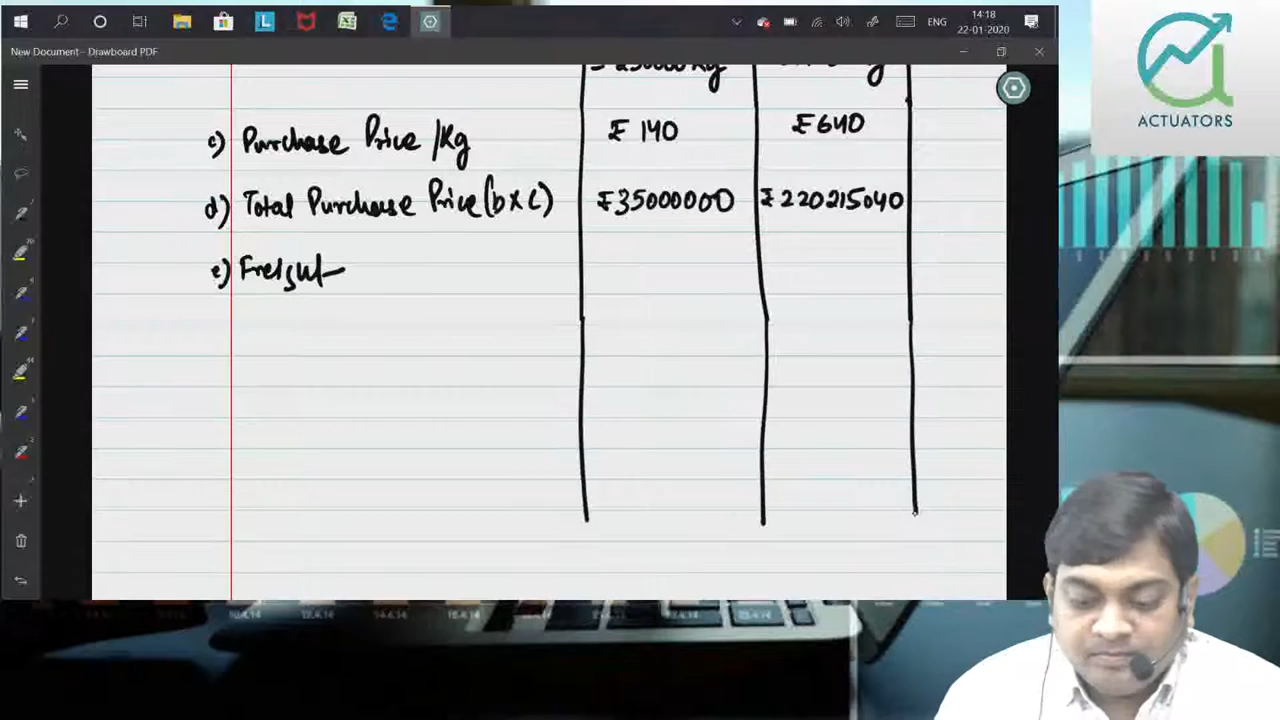 14:18
ENG
22-01-2020
New Document - Drawboard PDF
ACTUATORS
c) Purchase Price /Kg ₹ 140 ₹ 640
d) Total Purchase Price (b x c) ₹ 35000000 ₹ 220215040
e) Freight